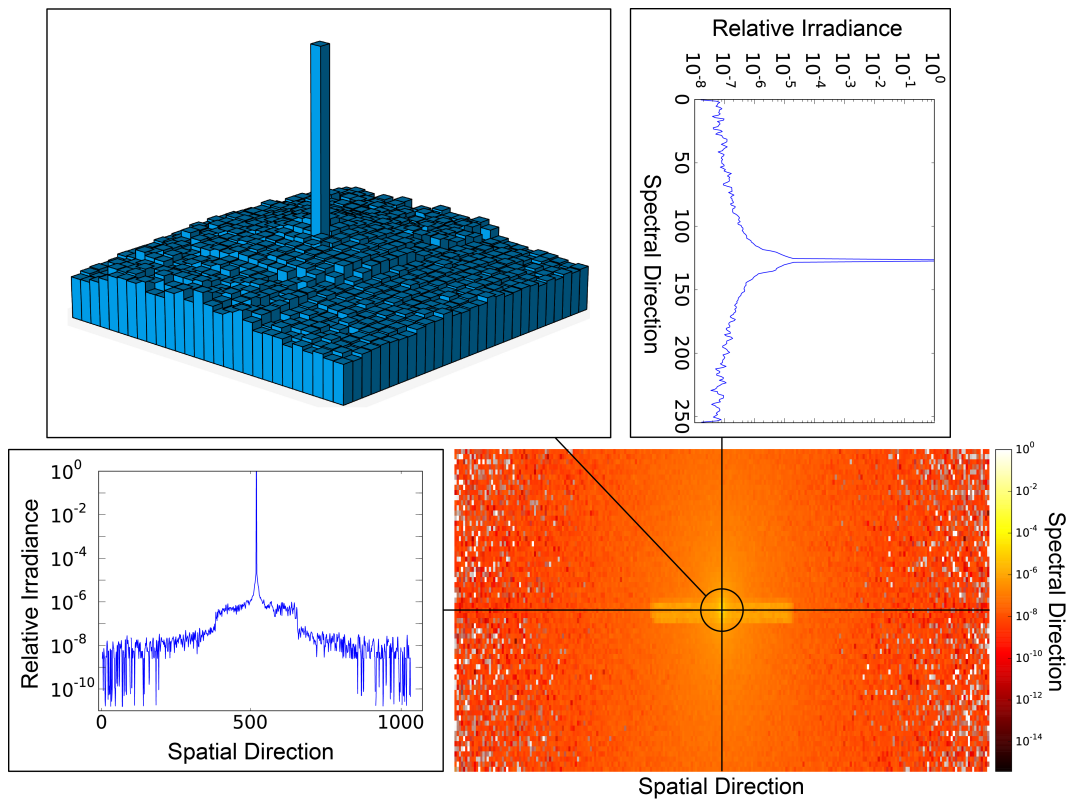 Relative Irradiance
10^-8 10^-7 10^-6 10^-5 10^-4 10^-3 10^-2 10^-1 10^0
0 50 100 150 200 250
Spectral Direction
Relative Irradiance
10^0
10^-2
10^-4
10^-6
10^-8
10^-10
0 500 1000
Spatial Direction
10^0
10^-2
10^-4
10^-6
10^-8
10^-10
10^-12
10^-14
Spectral Direction
Spatial Direction